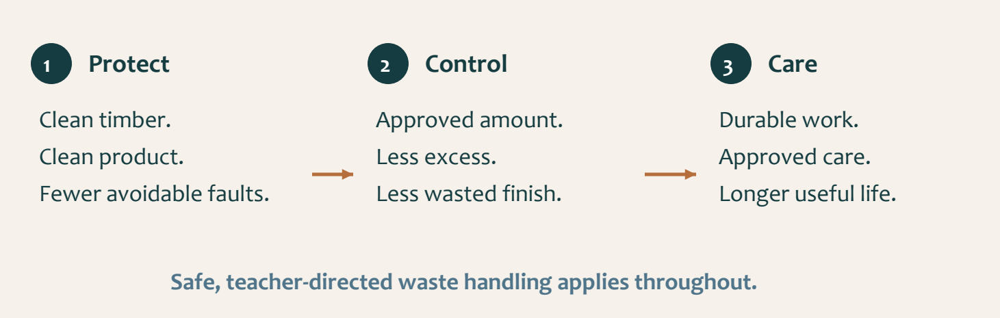 1 Protect
Clean timber.
Clean product.
Fewer avoidable faults.
2 Control
Approved amount.
Less excess.
Less wasted finish.
3 Care
Durable work.
Approved care.
Longer useful life.
Safe, teacher-directed waste handling applies throughout.